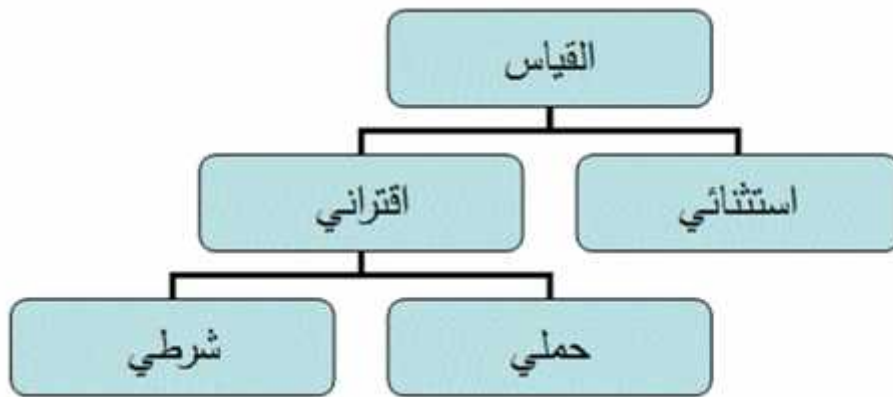 القياس
استثنائي
اقتراني
حملي
شرطي